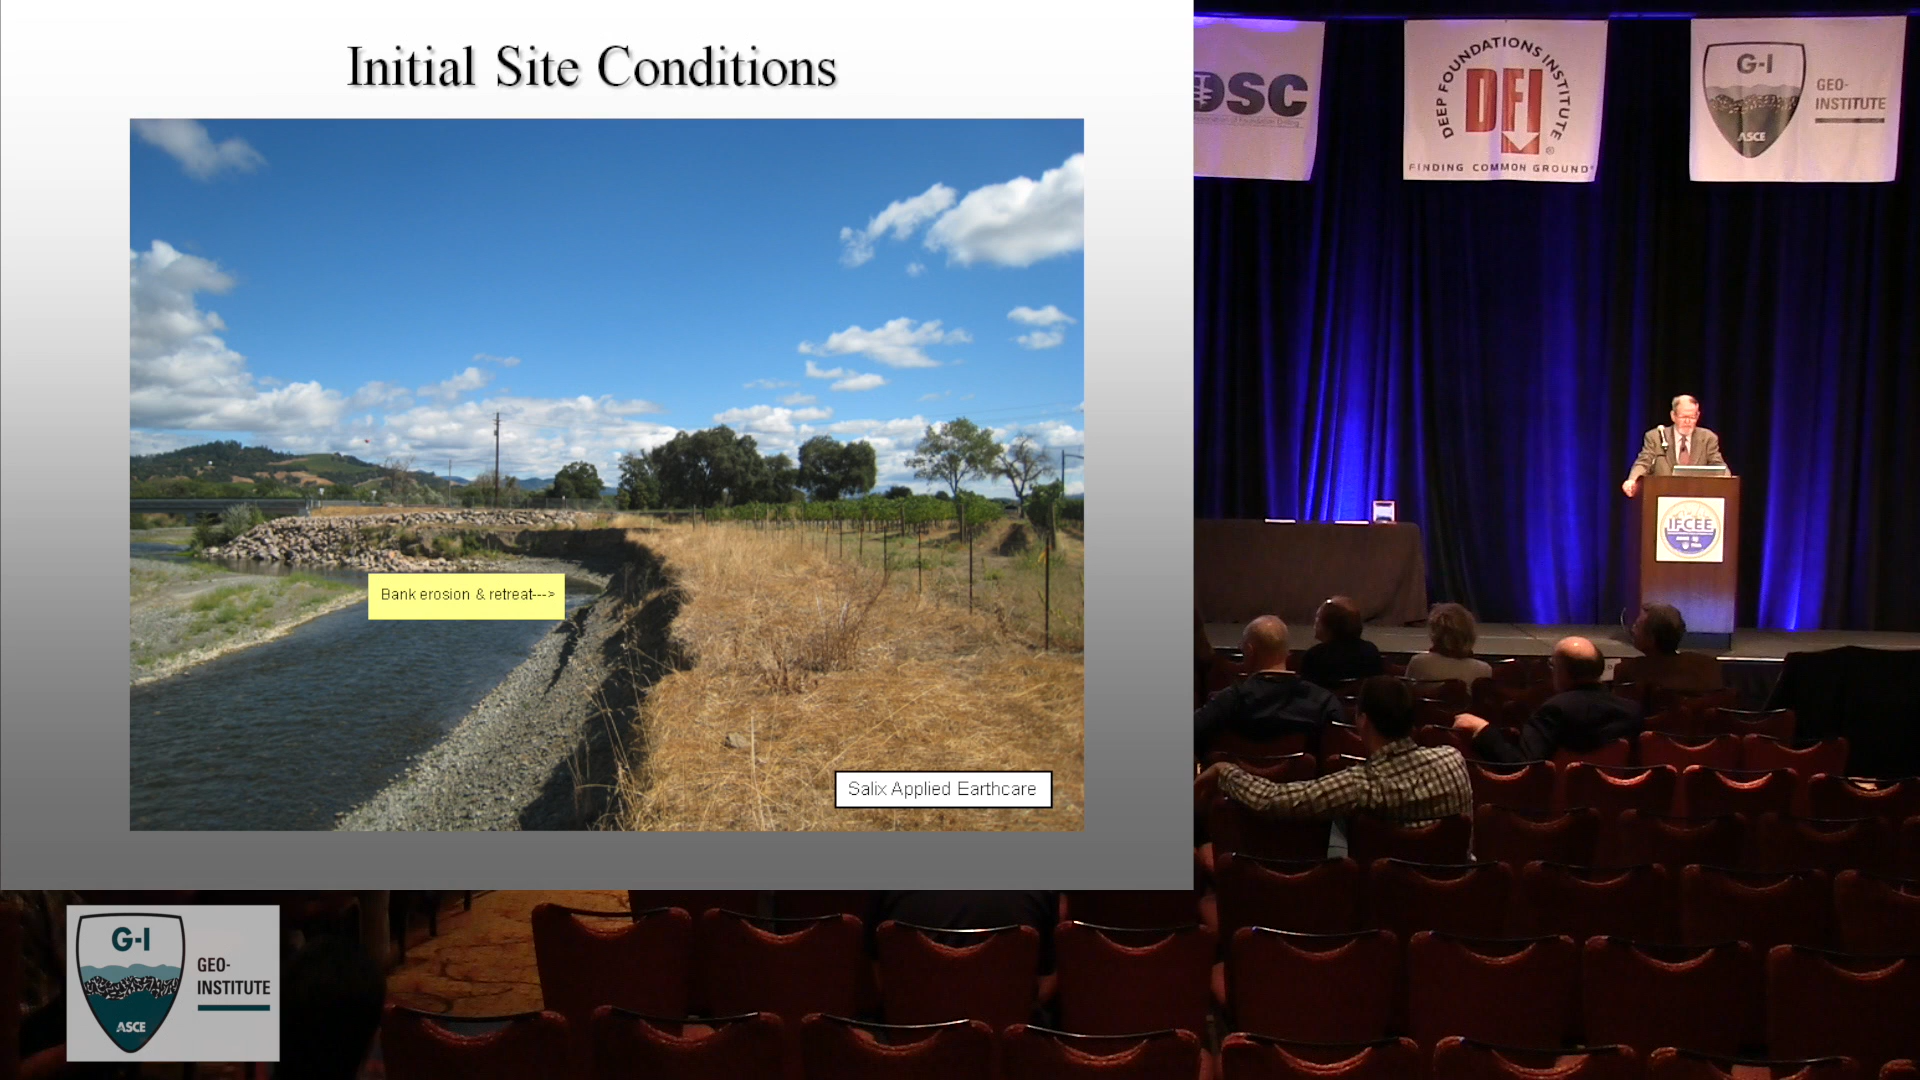 Initial Site Conditions
Bank erosion & retreat--->
Salix Applied Earthcare
DSC
DEEP FOUNDATIONS INSTITUTE
DFI
®
FINDING COMMON GROUND
G-I
ASCE
GEO-
INSTITUTE
IFCEE
G-I
ASCE
GEO-
INSTITUTE